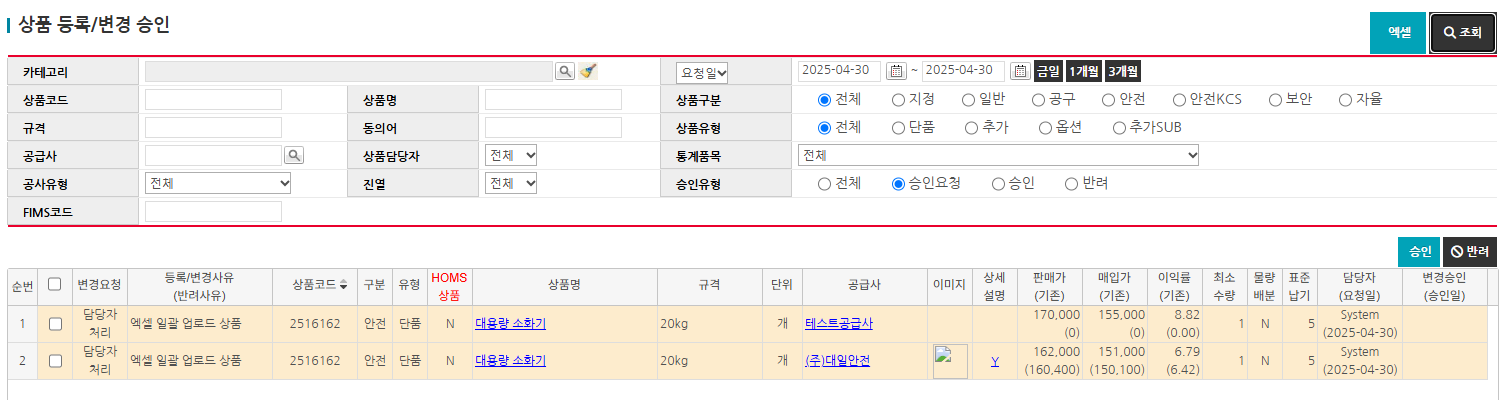 상품 등록/변경 승인
엑셀 조회
카테고리 요청일 2025-04-30 ~ 2025-04-30 금일 1개월 3개월
상품코드 상품명 상품구분 전체 지정 일반 공구 안전 안전KCS 보안 자율
규격 동의어 상품유형 전체 단품 추가 옵션 추가SUB
공급사 상품담당자 전체 통계품목 전체
공사유형 전체 진열 전체 승인유형 전체 승인요청 승인 반려
FIMS코드
승인 반려
순번 변경요청 등록/변경사유 상품코드 구분 유형 HOMS 상품명 규격 단위 공급사 이미지 상세 판매가 매입가 이익률 최소 물량 표준 담당자 변경승인
(반려사유) 상품 설명 (기존) (기존) (기존) 수량 배분 납기 (요청일) (승인일)
1 담당자 엑셀 일괄 업로드 상품 2516162 안전 단품 N 대용량 소화기 20kg 개 테스트공급사 170,000 155,000 8.82 1 N 5 System
처리 (0) (0) (0.00) (2025-04-30)
2 담당자 엑셀 일괄 업로드 상품 2516162 안전 단품 N 대용량 소화기 20kg 개 (주)대일안전 Y 162,000 151,000 6.79 1 N 5 System
처리 (160,400) (150,100) (6.42) (2025-04-30)